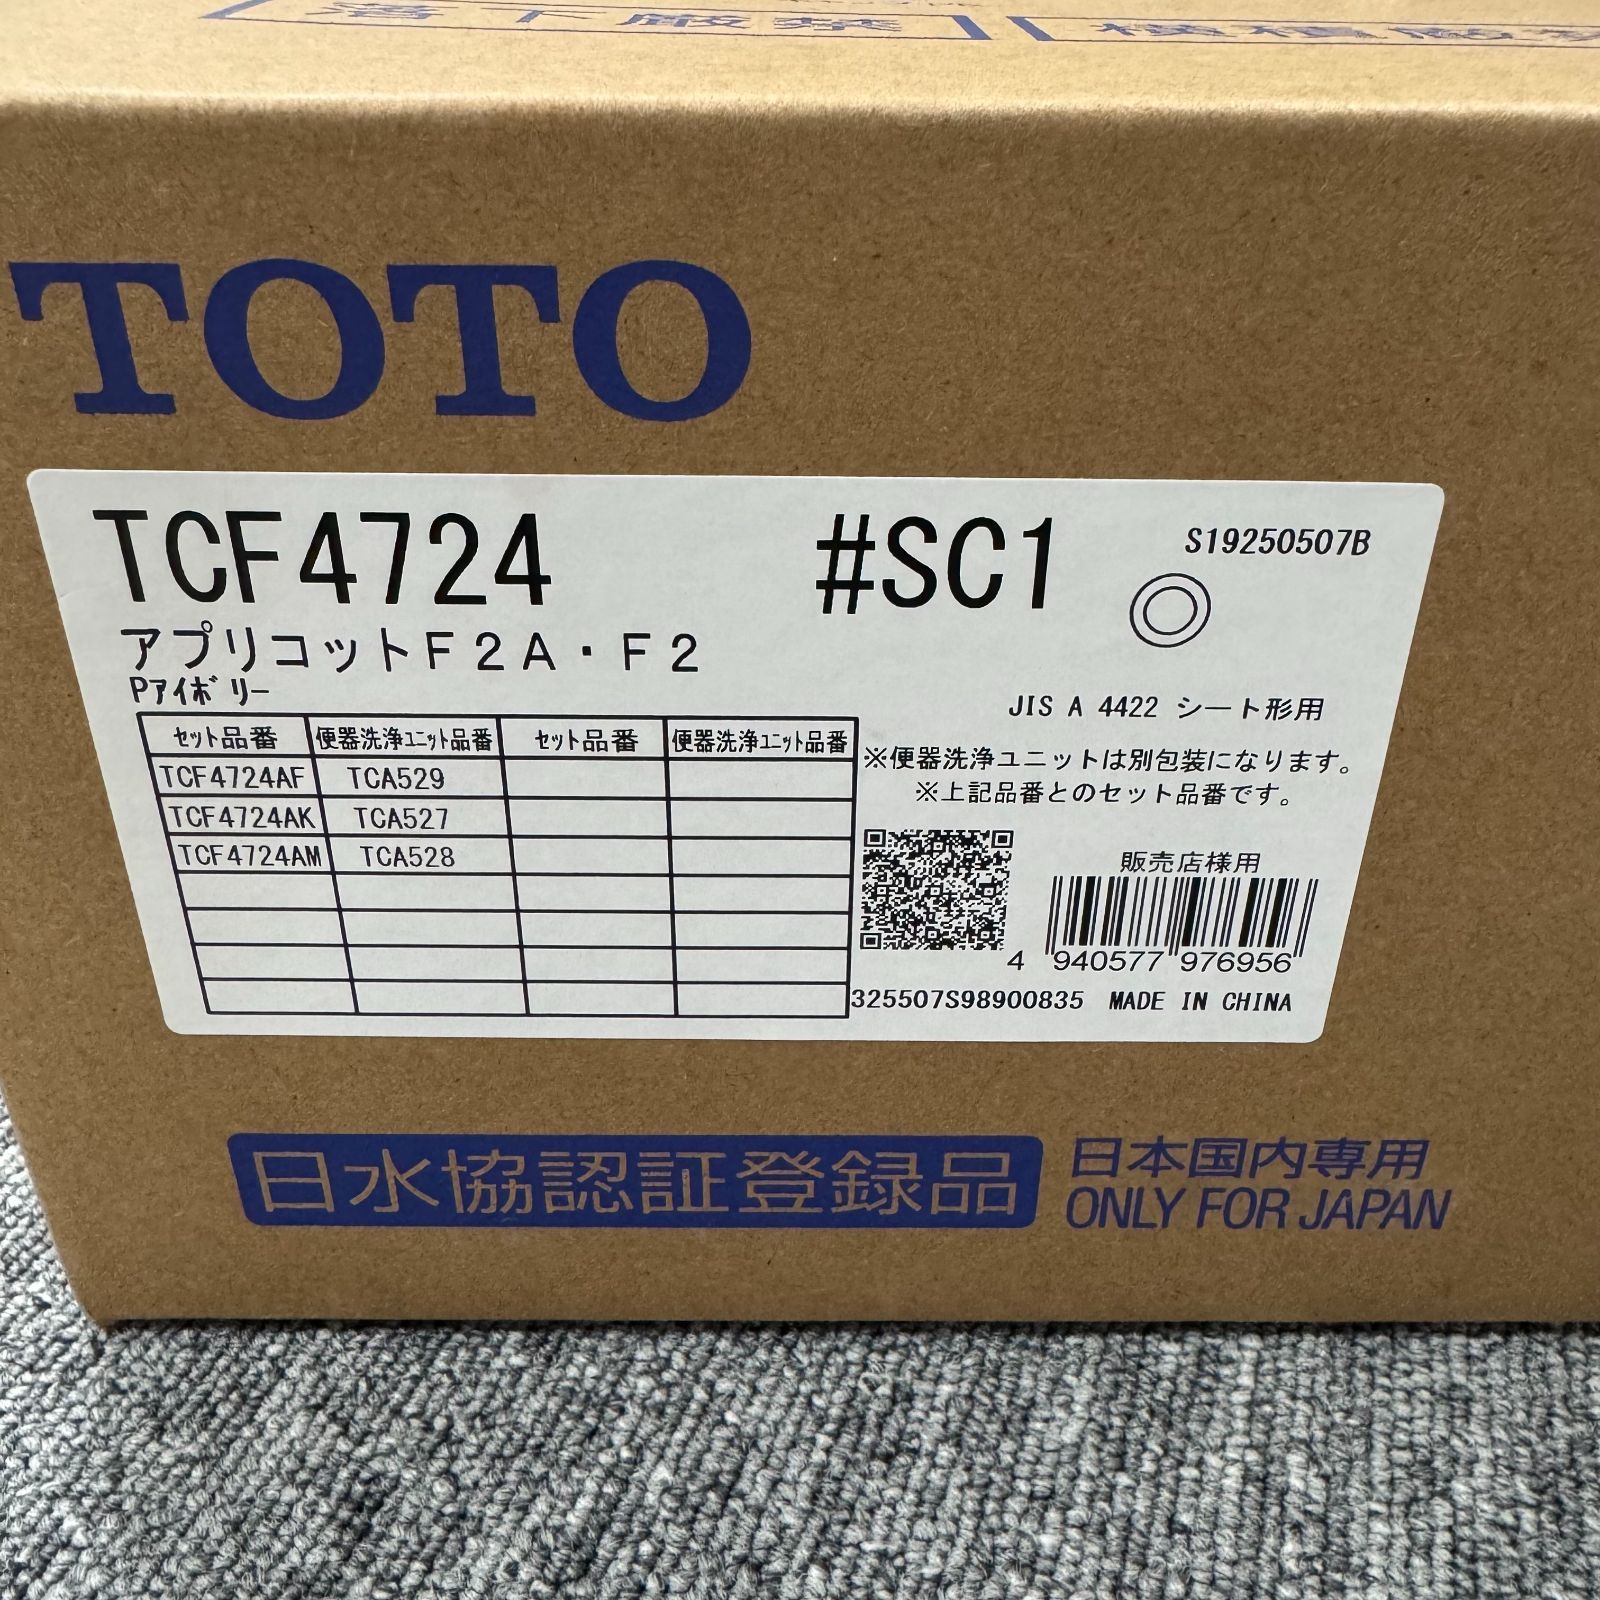 落下厳禁
TOTO
TCF4724 #SC1 S19250507B
アプリコットF2A・F2
Pアイボリー
JIS A 4422 シート形用
セット品番 便器洗浄ユニット品番 セット品番 便器洗浄ユニット品番
※便器洗浄ユニットは別包装になります。
TCF4724AF TCA529
※上記品番とのセット品番です。
TCF4724AK TCA527
TCF4724AM TCA528
販売店様用
4 940577 976956
325507S98900835 MADE IN CHINA
日水協認証登録品
日本国内専用
ONLY FOR JAPAN